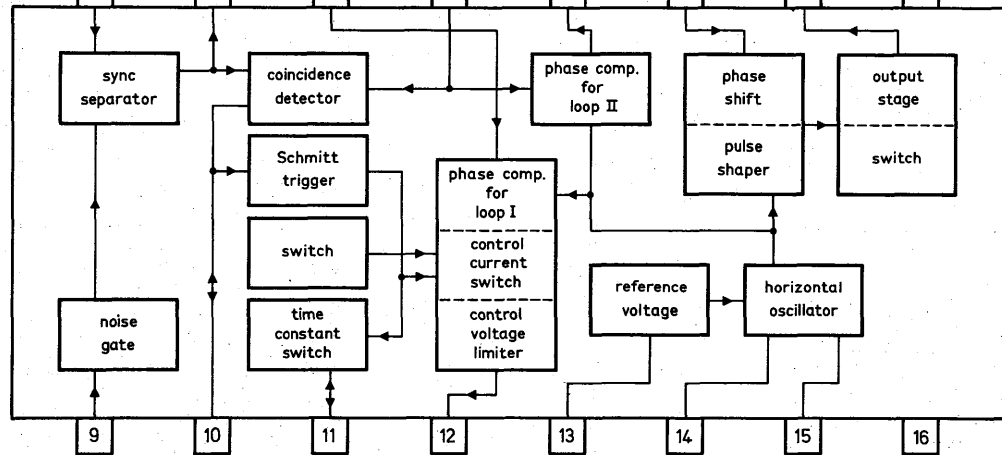 sync
separator
coincidence
detector
phase comp.
for
loop II
phase
shift
pulse
shaper
output
stage
switch
Schmitt
trigger
phase comp.
for
loop I
control
current
switch
control
voltage
limiter
switch
noise
gate
time
constant
switch
reference
voltage
horizontal
oscillator
9
10
11
12
13
14
15
16